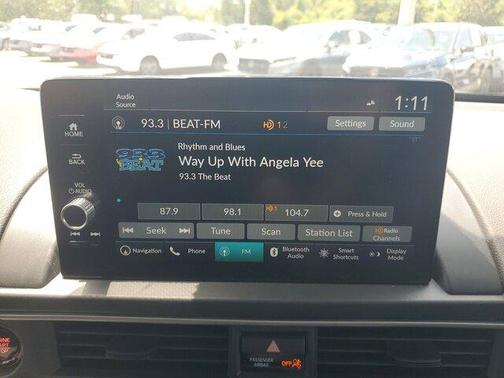 Audio Source
1:11
HOME
93.3 | BEAT-FM
HD 1 2
Settings
Sound
BACK
933 BEAT
Rhythm and Blues
Way Up With Angela Yee
93.3 The Beat
VOL
AUDIO
87.9
98.1
HD 1 104.7
+ Press & Hold
Seek
Tune
Scan
Station List
HD Radio Channels
Navigation
Phone
FM
Bluetooth Audio
Smart Shortcuts
Display Mode
PASSENGER AIRBAG
OFF